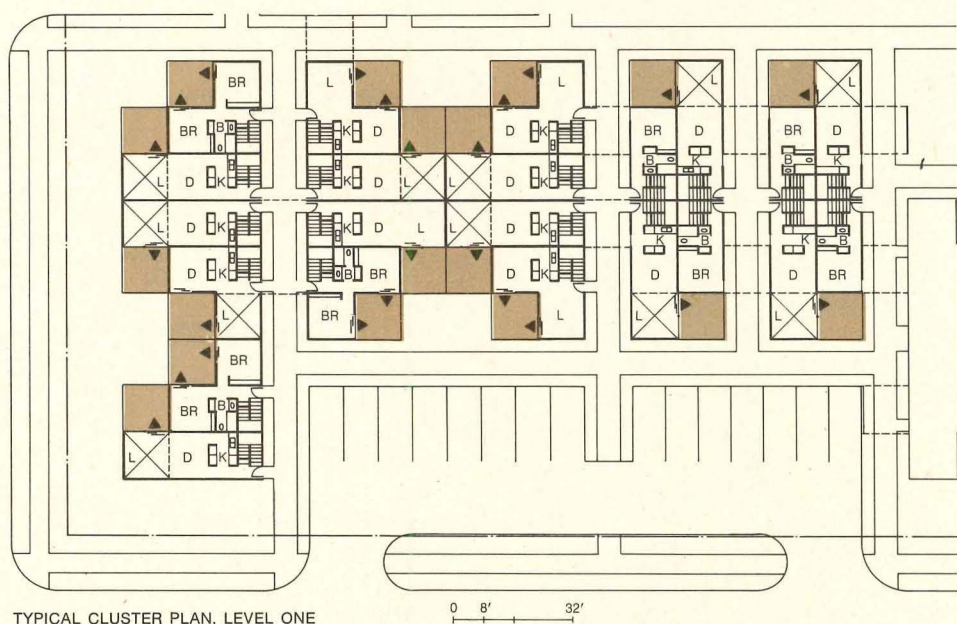 BR L L L L
BR B K D D K BR D BR D
B K B K
L D K K D L L D K
L D K K D L L D K
K B K B
D K B BR D K D BR D BR
L BR L L L
BR
BR B
L D K
0 8' 32'
TYPICAL CLUSTER PLAN, LEVEL ONE